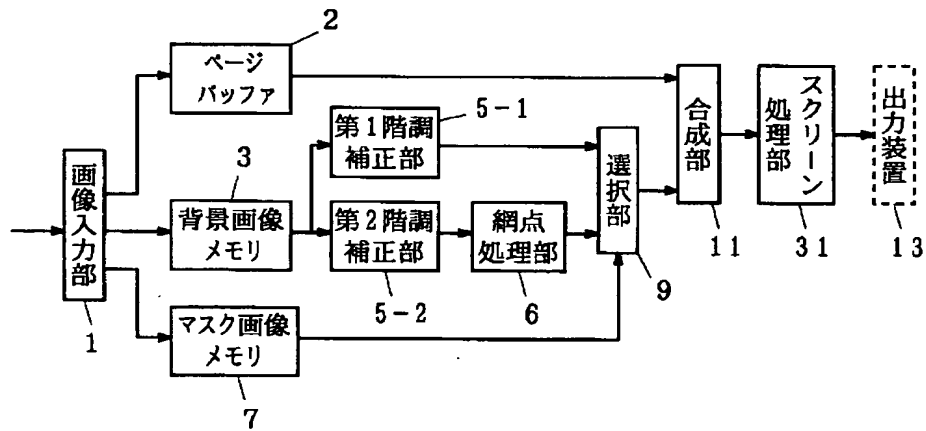 2
ページ
バッファ
5-1
第1階調
補正部
3
背景画像
メモリ
第2階調
補正部
5-2
網点
処理部
6
画像入力部
1
マスク画像
メモリ
7
選択部
9
合成部
11
スクリーン
処理部
31
出力装置
13